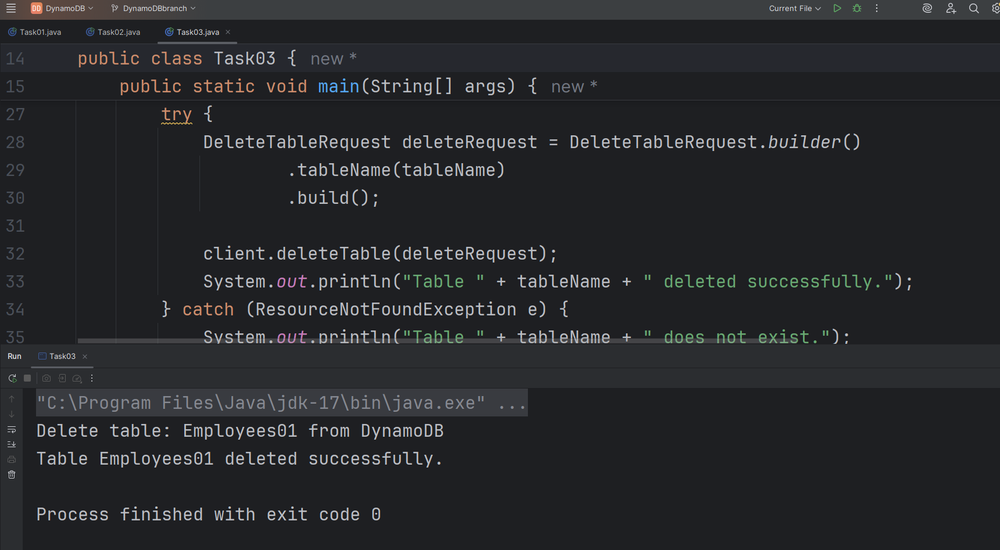 DD DynamoDB DynamoDBbranch Current File
Task01.java Task02.java Task03.java
14 public class Task03 { new *
15 public static void main(String[] args) { new *
27 try {
28 DeleteTableRequest deleteRequest = DeleteTableRequest.builder()
29 .tableName(tableName)
30 .build();
31
32 client.deleteTable(deleteRequest);
33 System.out.println("Table " + tableName + " deleted successfully.");
34 } catch (ResourceNotFoundException e) {
35 System.out.println("Table " + tableName + " does not exist.");
Run Task03
"C:\Program Files\Java\jdk-17\bin\java.exe" ...
Delete table: Employees01 from DynamoDB
Table Employees01 deleted successfully.
Process finished with exit code 0